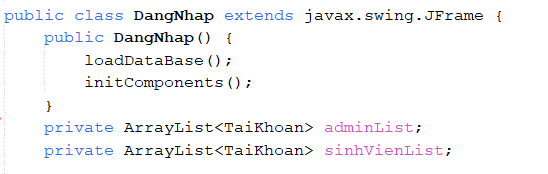 public class DangNhap extends javax.swing.JFrame {
public DangNhap() {
loadDataBase();
initComponents();
}
private ArrayList<TaiKhoan> adminList;
private ArrayList<TaiKhoan> sinhVienList;